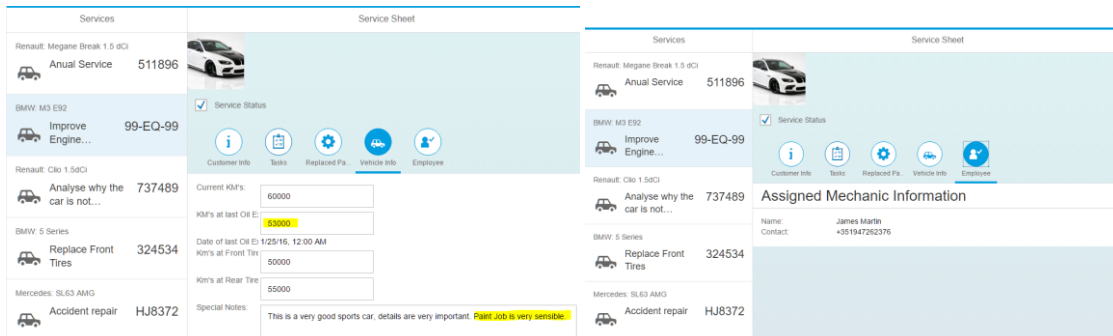 Services
Service Sheet
Renault: Megane Break 1.5 dCi
Anual Service
511896
BMW: M3 E92
Improve
Engine…
99-EQ-99
Renault: Clio 1.5dCi
Analyse why the
car is not…
737489
BMW: 5 Series
Replace Front
Tires
324534
Mercedes: SL63 AMG
Accident repair
HJ8372
Service Status
Customer Info
Tasks
Replaced Pa...
Vehicle Info
Employee
Current KM's:
60000
KM's at last Oil E
53000
Date of last Oil E
1/25/16, 12:00 AM
Km's at Front Tire
50000
Km's at Rear Tire
55000
Special Notes:
This is a very good sports car, details are very important. Paint Job is very sensible.
Services
Service Sheet
Renault: Megane Break 1.5 dCi
Anual Service
511896
BMW: M3 E92
Improve
Engine…
99-EQ-99
Renault: Clio 1.5dCi
Analyse why the
car is not…
737489
BMW: 5 Series
Replace Front
Tires
324534
Mercedes: SL63 AMG
Accident repair
HJ8372
Service Status
Customer Info
Tasks
Replaced Pa...
Vehicle Info
Employee
Assigned Mechanic Information
Name:
James Martin
Contact:
+351947262376